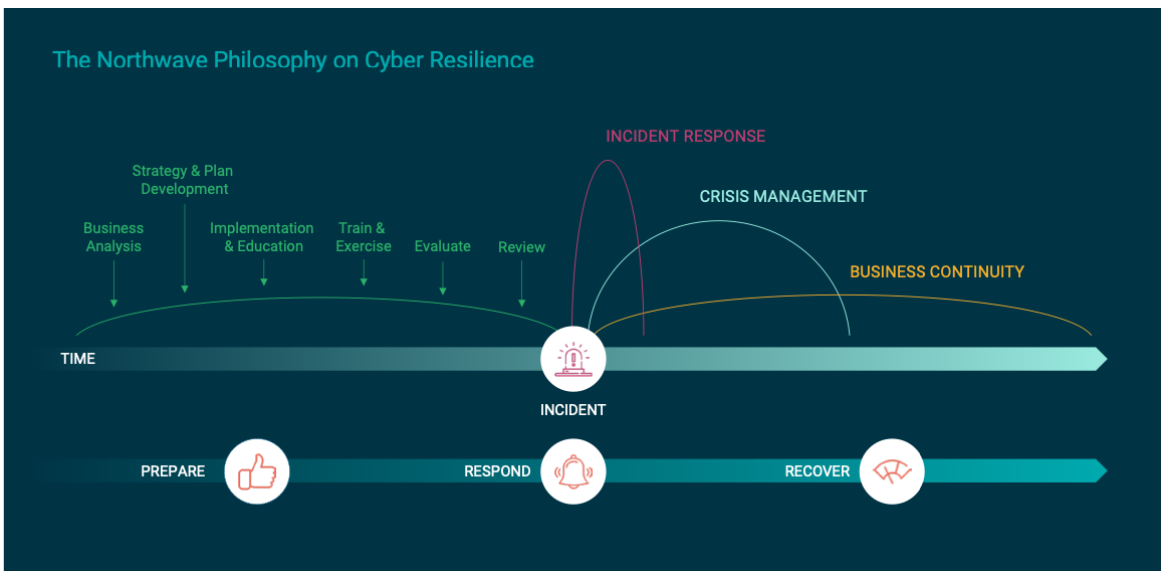 The Northwave Philosophy on Cyber Resilience
INCIDENT RESPONSE
Strategy & Plan
Development
CRISIS MANAGEMENT
Business
Analysis
Implementation
& Education
Train &
Exercise
Evaluate
Review
BUSINESS CONTINUITY
TIME
INCIDENT
PREPARE
RESPOND
RECOVER